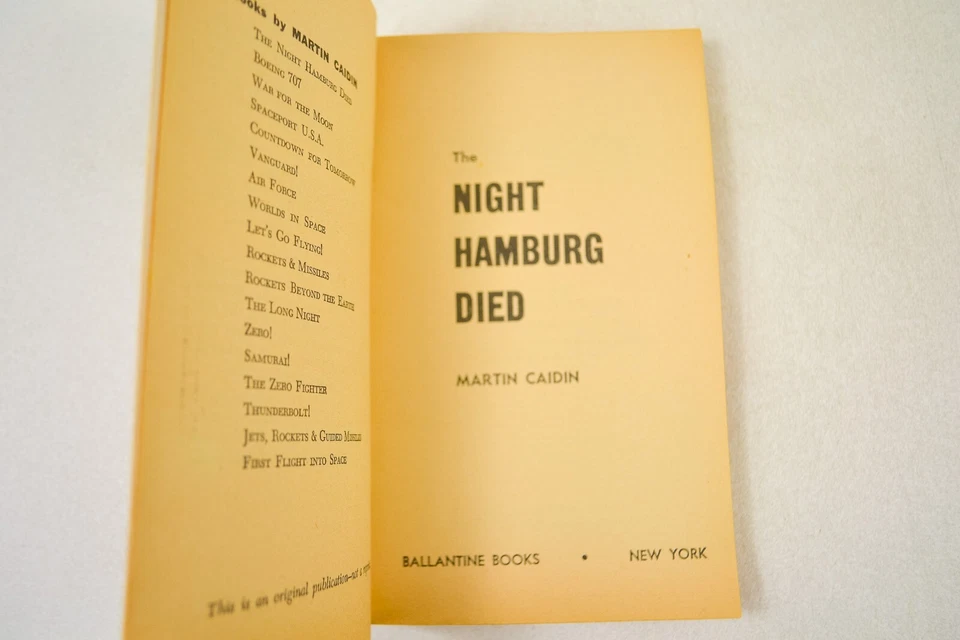 Books by MARTIN CAIDIN
THE NIGHT HAMBURG DIED
BOEING 707
WAR FOR THE MOON
SPACEPORT U.S.A.
COUNTDOWN FOR TOMORROW
VANGUARD!
AIR FORCE
WORLDS IN SPACE
LET'S GO FLYING!
ROCKETS & MISSILES
ROCKETS BEYOND THE EARTH
THE LONG NIGHT
ZERO!
SAMURAI!
THE ZERO FIGHTER
THUNDERBOLT!
JETS, ROCKETS & GUIDED MISSILES
FIRST FLIGHT INTO SPACE
This is an original publication—not a
The
NIGHT
HAMBURG
DIED
MARTIN CAIDIN
BALLANTINE BOOKS • NEW YORK